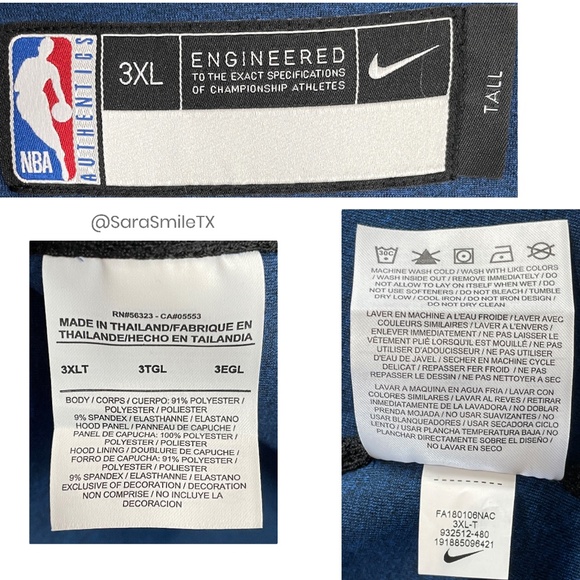 NBA
AUTHENTICS
3XL
ENGINEERED
TO THE EXACT SPECIFICATIONS
OF CHAMPIONSHIP ATHLETES
TALL
@SaraSmileTX
RN#56323 - CA#05553
MADE IN THAILAND/FABRIQUE EN
THAILANDE/HECHO EN TAILANDIA
3XLT 3TGL 3EGL
BODY / CORPS / CUERPO: 91% POLYESTER /
POLYESTER / POLIESTER
9% SPANDEX / ELASTHANNE / ELASTANO
HOOD PANEL / PANNEAU DE CAPUCHE /
PANEL DE CAPUCHA: 100% POLYESTER /
POLYESTER / POLIESTER
HOOD LINING / DOUBLURE DE CAPUCHE /
FORRO DE CAPUCHA: 91% POLYESTER /
POLYESTER / POLIESTER
9% SPANDEX / ELASTHANNE / ELASTANO
EXCLUSIVE OF DECORATION / DECORATION
NON COMPRISE / NO INCLUYE LA
DECORACION
30C
MACHINE WASH COLD / WASH WITH LIKE COLORS
/ WASH INSIDE OUT / REMOVE IMMEDIATELY / DO
NOT ALLOW TO LAY ON ITSELF WHEN WET / DO
NOT USE SOFTENERS / DO NOT BLEACH / TUMBLE
DRY LOW / COOL IRON / DO NOT IRON DESIGN /
DO NOT DRY CLEAN
LAVER EN MACHINE A L'EAU FROIDE / LAVER AVEC
COULEURS SIMILAIRES / LAVER A L'ENVERS /
ENLEVER IMMEDIATEMENT / NE PAS LAISSER LE
VÊTEMENT PLIÉ LORSQU'IL EST MOUILLÉ / NE PAS
UTILISER D'ADOUCISSEUR / NE PAS UTILISER
D'EAU DE JAVEL / SECHER EN MACHINE CYCLE
DELICAT / REPASSER FER FROID / NE PAS
REPASSER LE DESSIN / NE PAS NETTOYER A SEC
LAVAR A MAQUINA EN AGUA FRIA / LAVAR CON
COLORES SIMILARES / LAVAR AL REVES / RETIRAR
INMEDIATAMENTE DE LA LAVADORA / NO DOBLAR
PRENDA MOJADA / NO USAR SUAVIZANTES / NO
USAR BLANQUEADORES / USAR SECADORA CICLO
LENTO / USAR PLANCHA TEMPERATURA BAJA / NO
PLANCHAR DIRECTAMENTE SOBRE EL DISEÑO /
NO LAVAR EN SECO
FA180106NAC
3XL-T
932512-480
191885096421